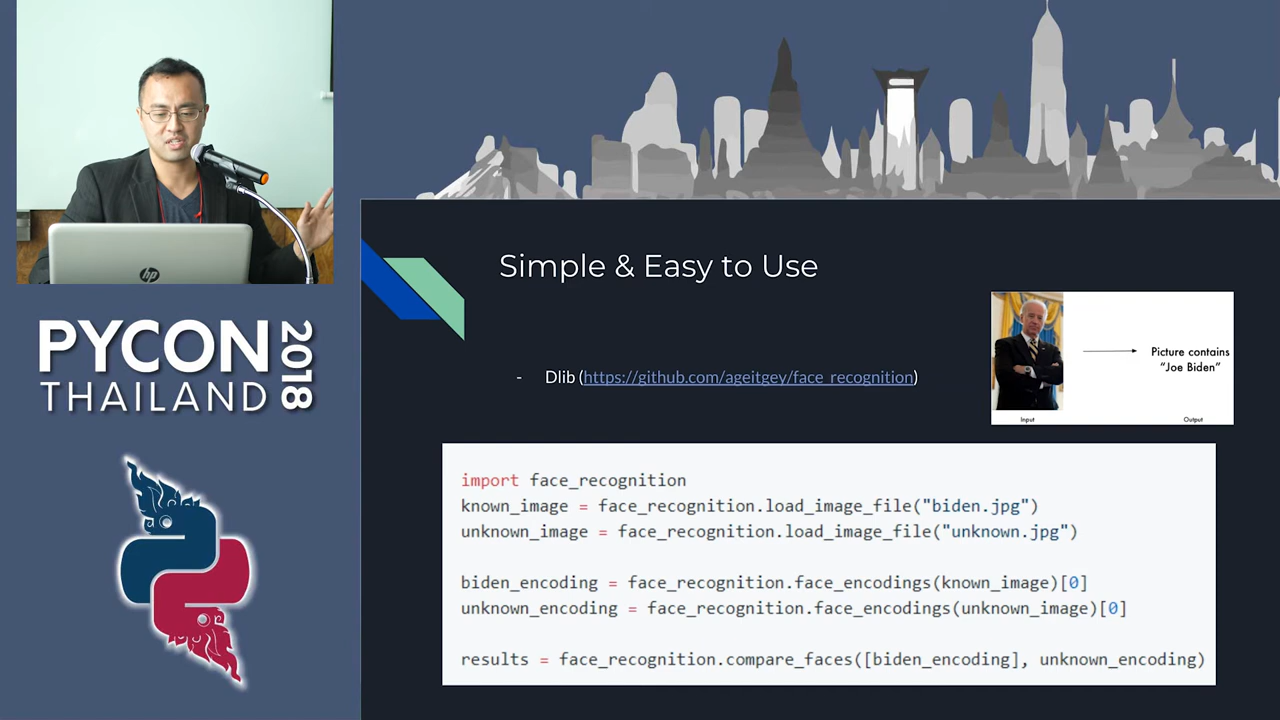 hp
PYCON
THAILAND
2018
Simple & Easy to Use
- Dlib (https://github.com/ageitgey/face_recognition)
Picture contains
“Joe Biden”
Input
Output
import face_recognition
known_image = face_recognition.load_image_file("biden.jpg")
unknown_image = face_recognition.load_image_file("unknown.jpg")
biden_encoding = face_recognition.face_encodings(known_image)[0]
unknown_encoding = face_recognition.face_encodings(unknown_image)[0]
results = face_recognition.compare_faces([biden_encoding], unknown_encoding)